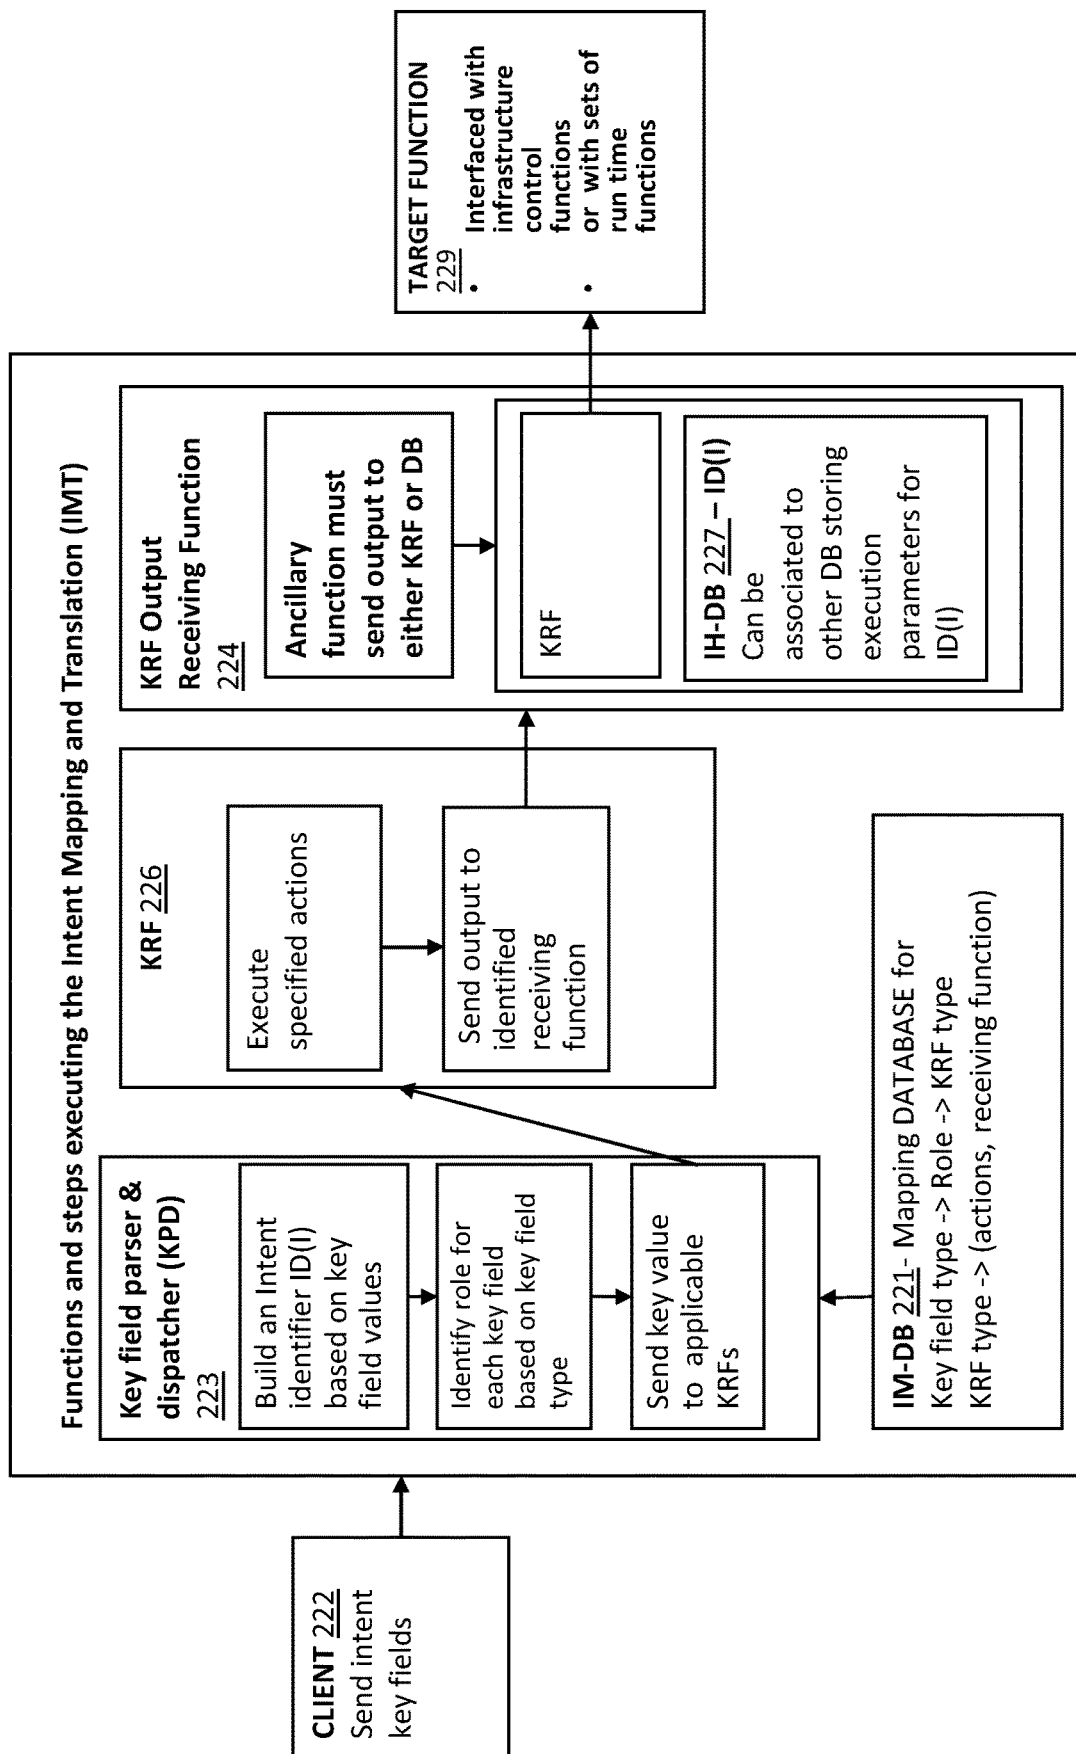 Functions and steps executing the Intent Mapping and Translation (IMT)
CLIENT 222
Send intent
key fields
Key field parser &
dispatcher (KPD)
223
Build an Intent
identifier ID(I)
based on key
field values
Identify role for
each key field
based on key field
type
Send key value
to applicable
KRFs
IM-DB 221- Mapping DATABASE for
Key field type -> Role -> KRF type
KRF type -> (actions, receiving function)
KRF 226
Execute
specified actions
Send output to
identified
receiving
function
KRF Output
Receiving Function
224
Ancillary
function must
send output to
either KRF or DB
KRF
IH-DB 227 – ID(I)
Can be
associated to
other DB storing
execution
parameters for
ID(I)
TARGET FUNCTION
229
• Interfaced with
infrastructure
control
functions
• or with sets of
run time
functions